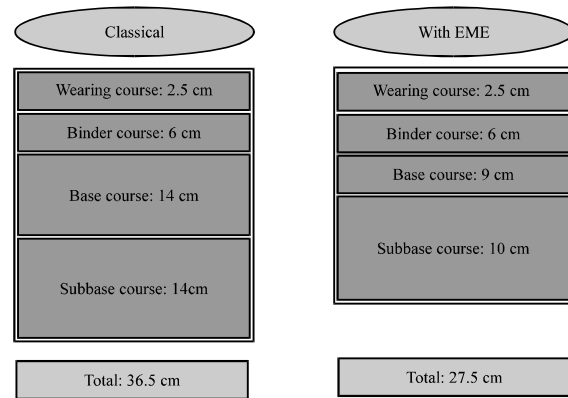 Classical
Wearing course: 2.5 cm
Binder course: 6 cm
Base course: 14 cm
Subbase course: 14cm
Total: 36.5 cm
With EME
Wearing course: 2.5 cm
Binder course: 6 cm
Base course: 9 cm
Subbase course: 10 cm
Total: 27.5 cm